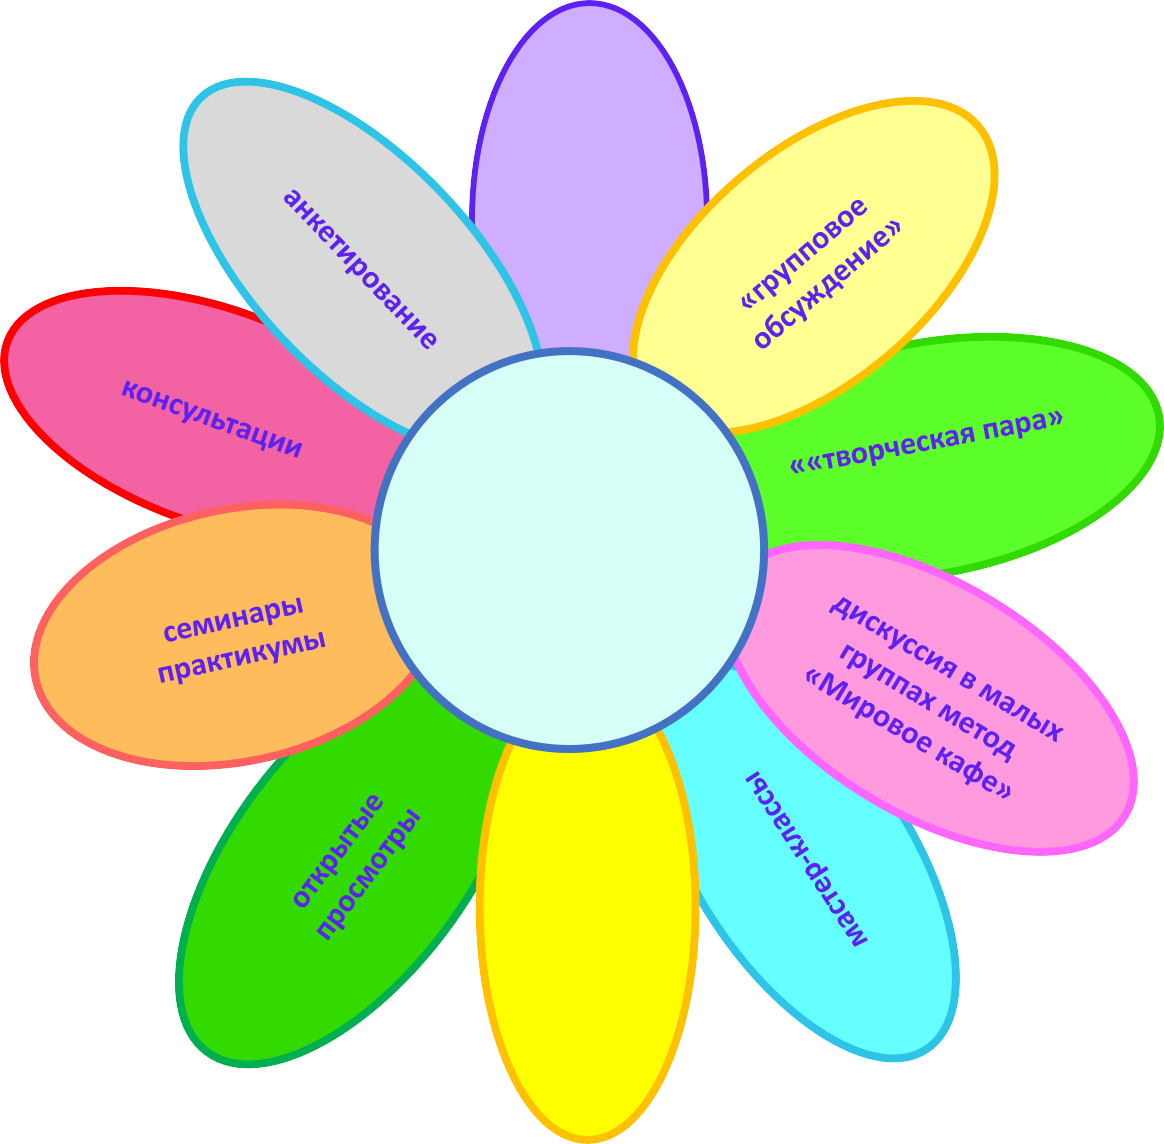 анкетирование
«групповое
обсуждение»
««творческая пара»
дискуссия в малых
группах метод
«Мировое кафе»
мастер-классы
открытые
просмотры
семинары
практикумы
консультации